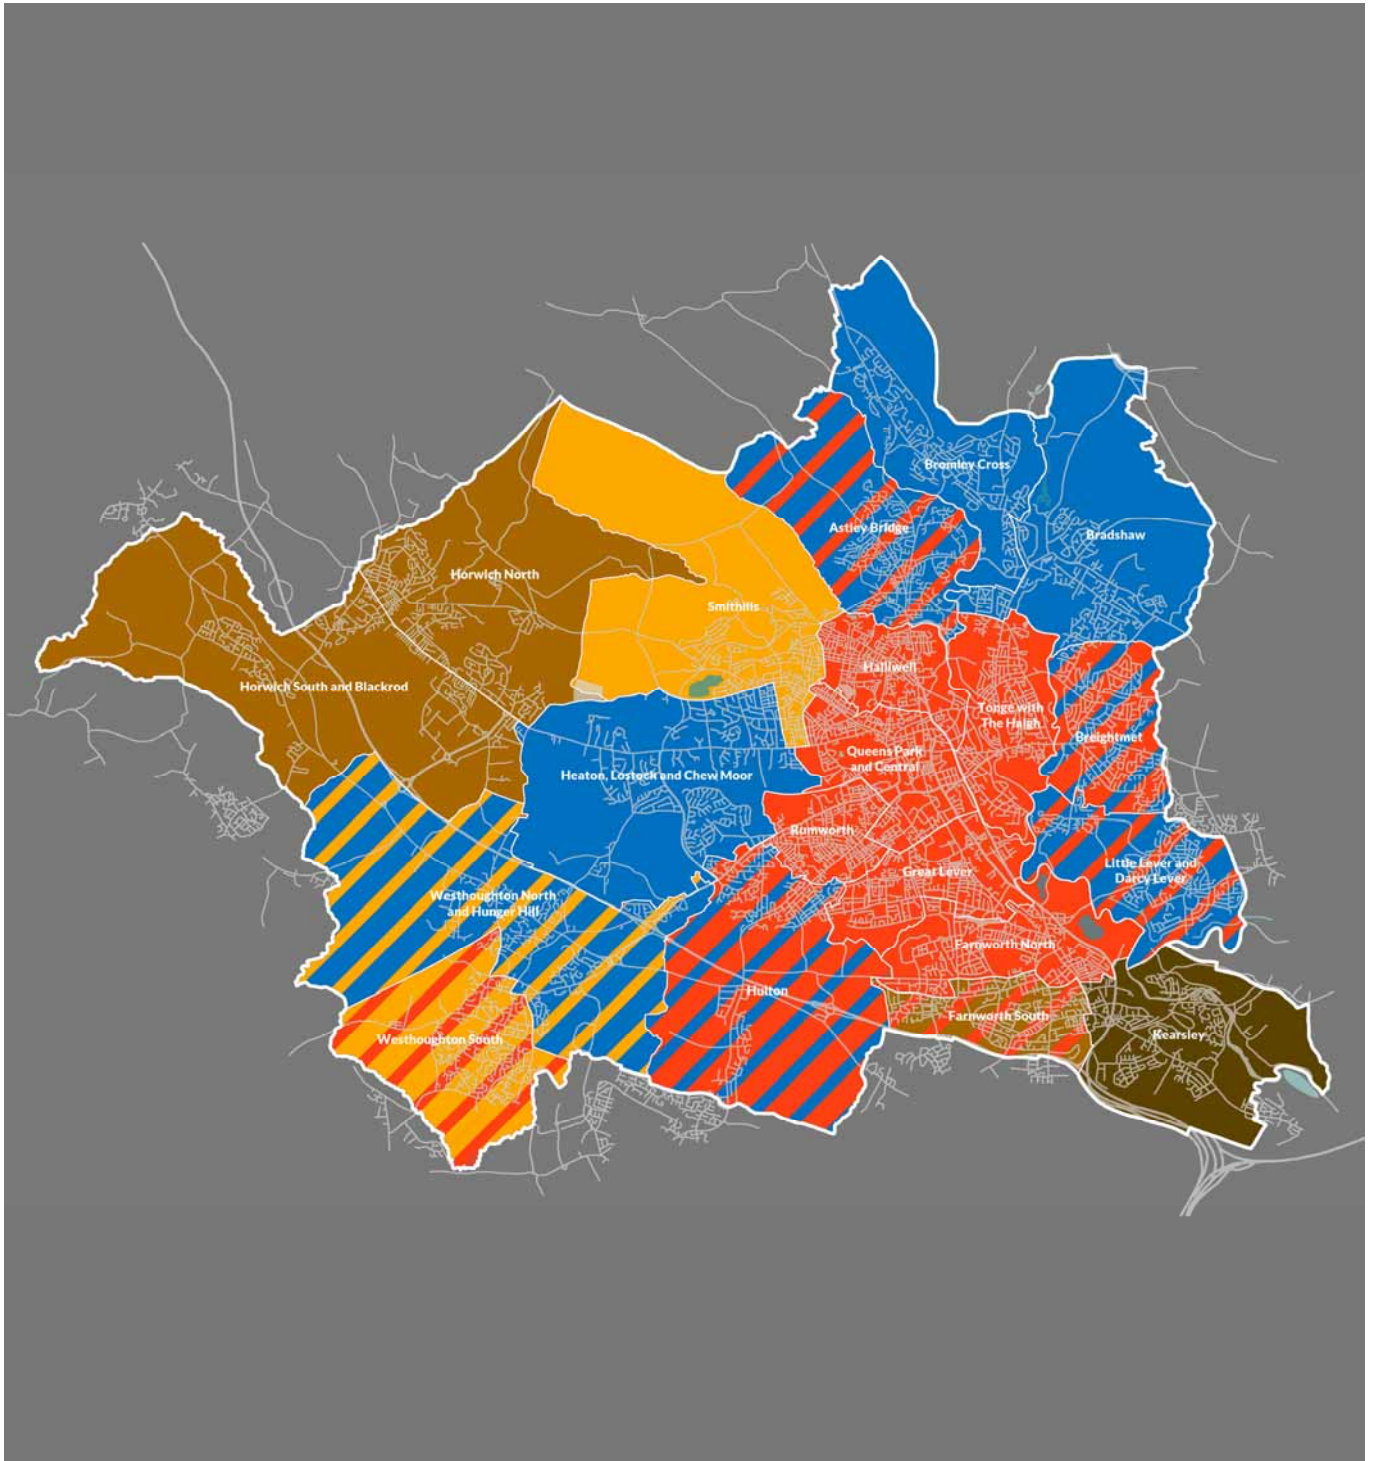 Bromley Cross
Astley Bridge
Bradshaw
Horwich North
Smithills
Halliwell
Horwich South and Blackrod
Tonge with
The Haigh
Breightmet
Queens Park
and Central
Heaton, Lostock and Chew Moor
Rumworth
Little Lever and
Darcy Lever
Great Lever
Westhoughton North
and Hunger Hill
Farnworth North
Hulton
Farnworth South
Kearsley
Westhoughton South